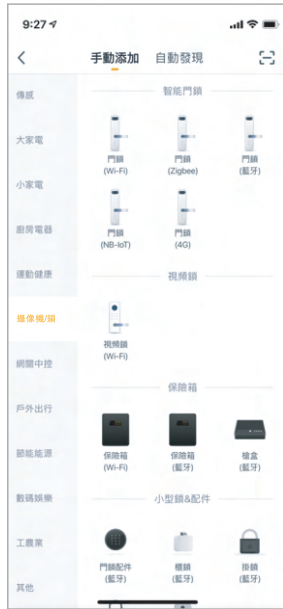 9:27
手動添加 自動發現
傳感
大家電
小家電
廚房電器
運動健康
攝像機/鎖
網關中控
戶外出行
節能能源
數碼娛樂
工農業
其他
智能門鎖
門鎖 門鎖 門鎖
(Wi-Fi) (Zigbee) (藍牙)
門鎖 門鎖
(NB-IoT) (4G)
視頻鎖
視頻鎖
(Wi-Fi)
保險箱
保險箱 保險箱 槍盒
(Wi-Fi) (藍牙) (藍牙)
小型鎖&配件
門鎖配件 櫃鎖 掛鎖
(藍牙) (藍牙) (藍牙)